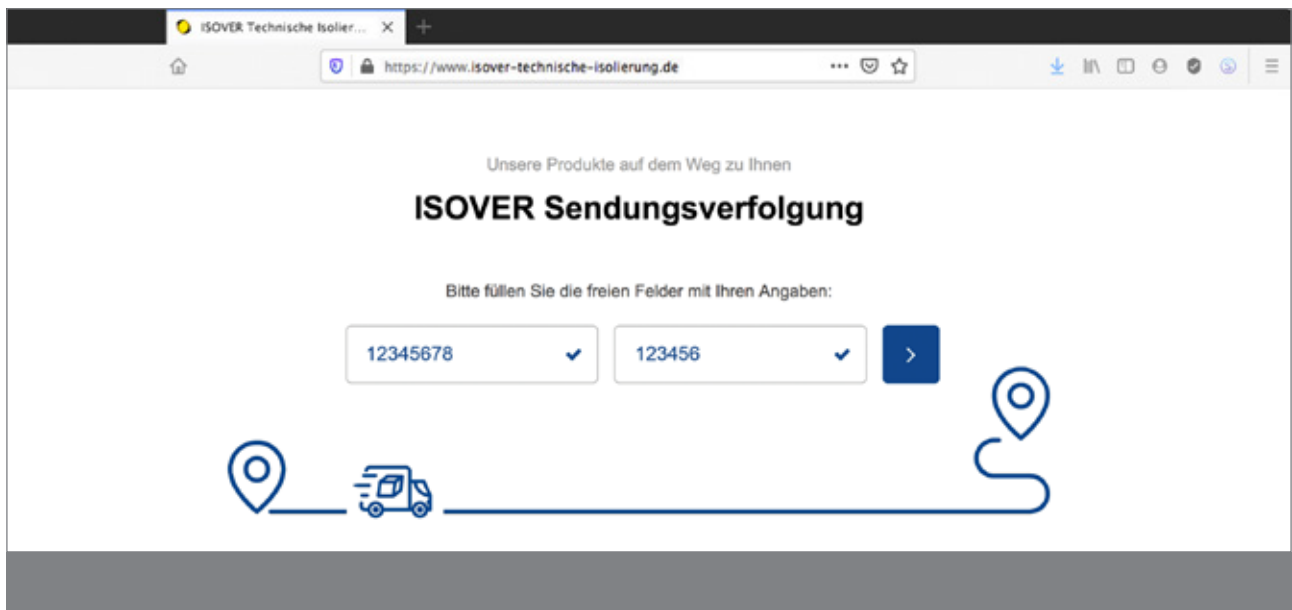 ISOVER Technische Isolier...
https://www.isover-technische-isolierung.de
Unsere Produkte auf dem Weg zu Ihnen
ISOVER Sendungsverfolgung
Bitte füllen Sie die freien Felder mit Ihren Angaben:
12345678
123456